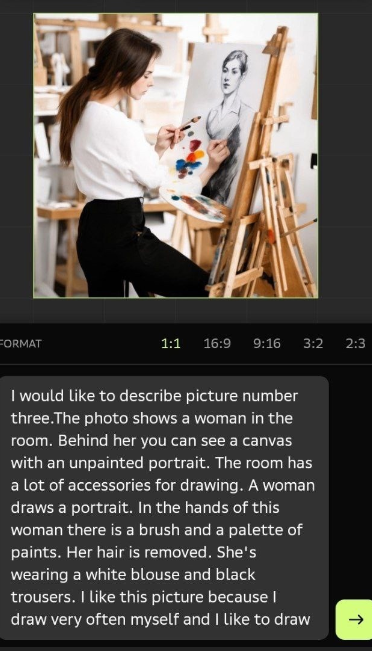 FORMAT 1:1 16:9 9:16 3:2 2:3
I would like to describe picture number
three.The photo shows a woman in the
room. Behind her you can see a canvas
with an unpainted portrait. The room has
a lot of accessories for drawing. A woman
draws a portrait. In the hands of this
woman there is a brush and a palette of
paints. Her hair is removed. She's
wearing a white blouse and black
trousers. I like this picture because I
draw very often myself and I like to draw